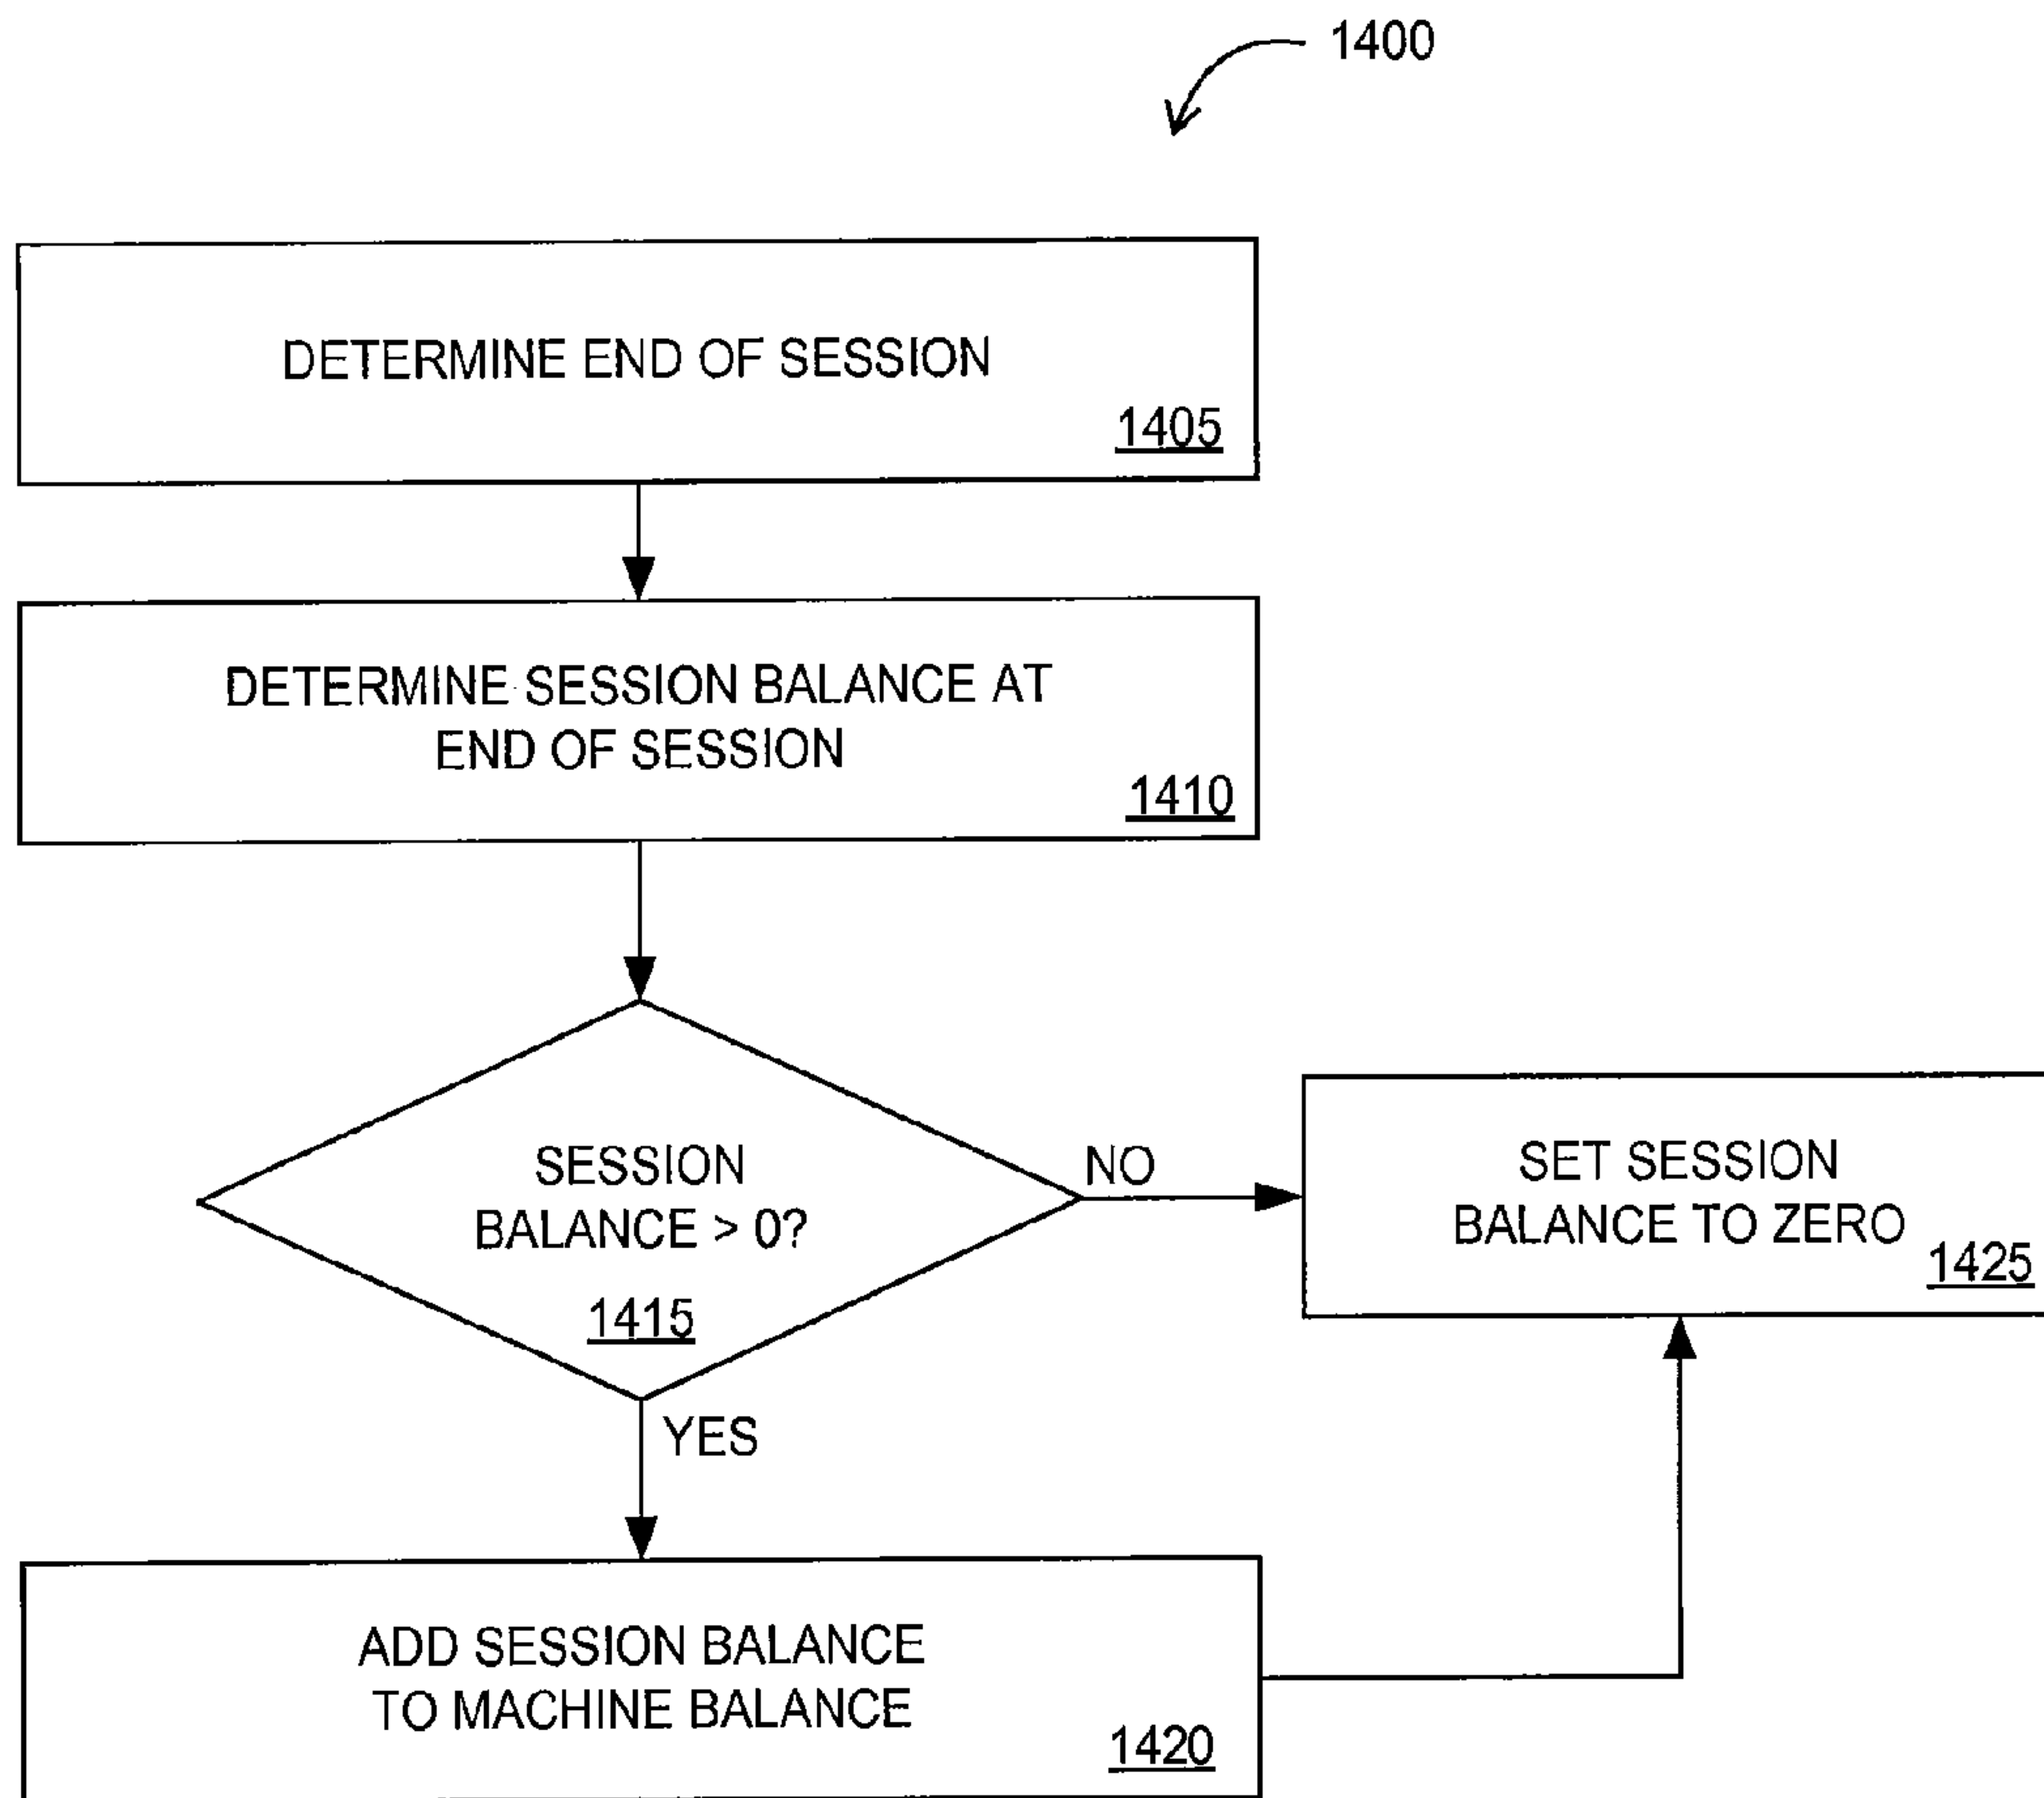 1400
DETERMINE END OF SESSION
1405
DETERMINE SESSION BALANCE AT
END OF SESSION
1410
SESSION
BALANCE > 0?
1415
NO
SET SESSION
BALANCE TO ZERO
1425
YES
ADD SESSION BALANCE
TO MACHINE BALANCE
1420